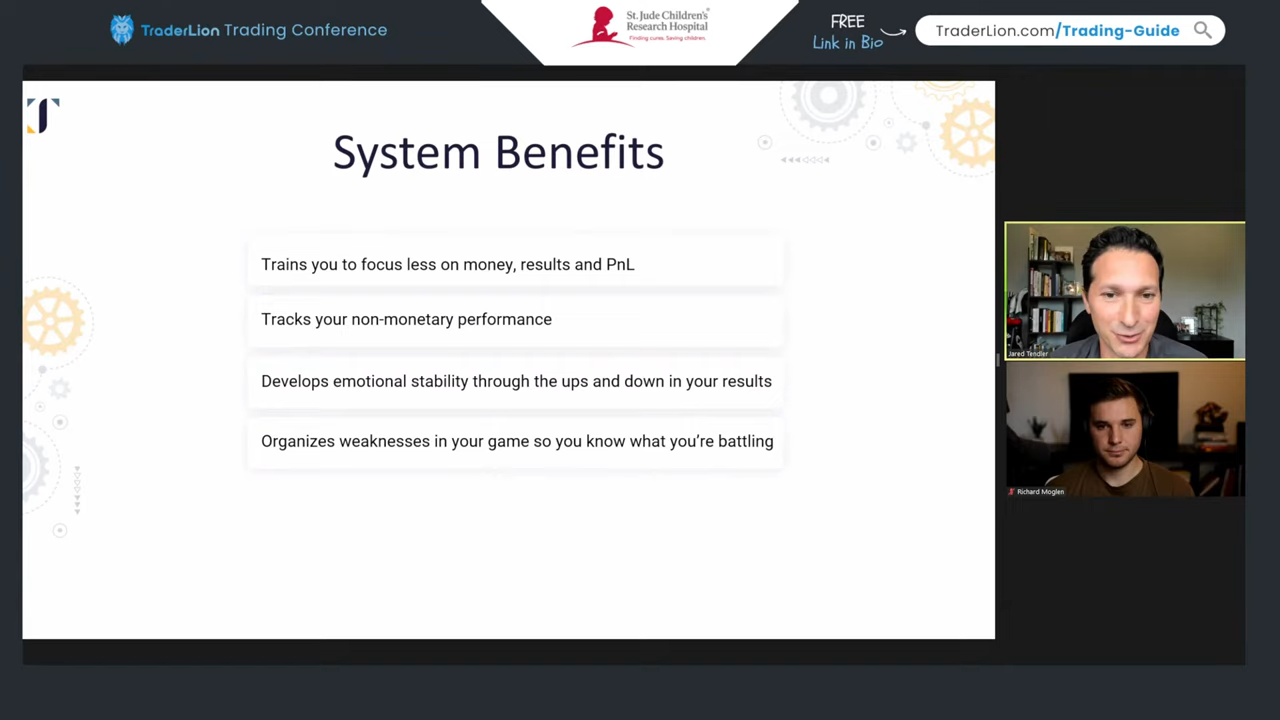 TraderLion Trading Conference
St. Jude Children's
Research Hospital
Finding cures. Saving children.
FREE
Link in Bio
TraderLion.com/Trading-Guide
System Benefits
Trains you to focus less on money, results and PnL
Tracks your non-monetary performance
Develops emotional stability through the ups and down in your results
Organizes weaknesses in your game so you know what you're battling
Jared Tendler
Richard Moglen